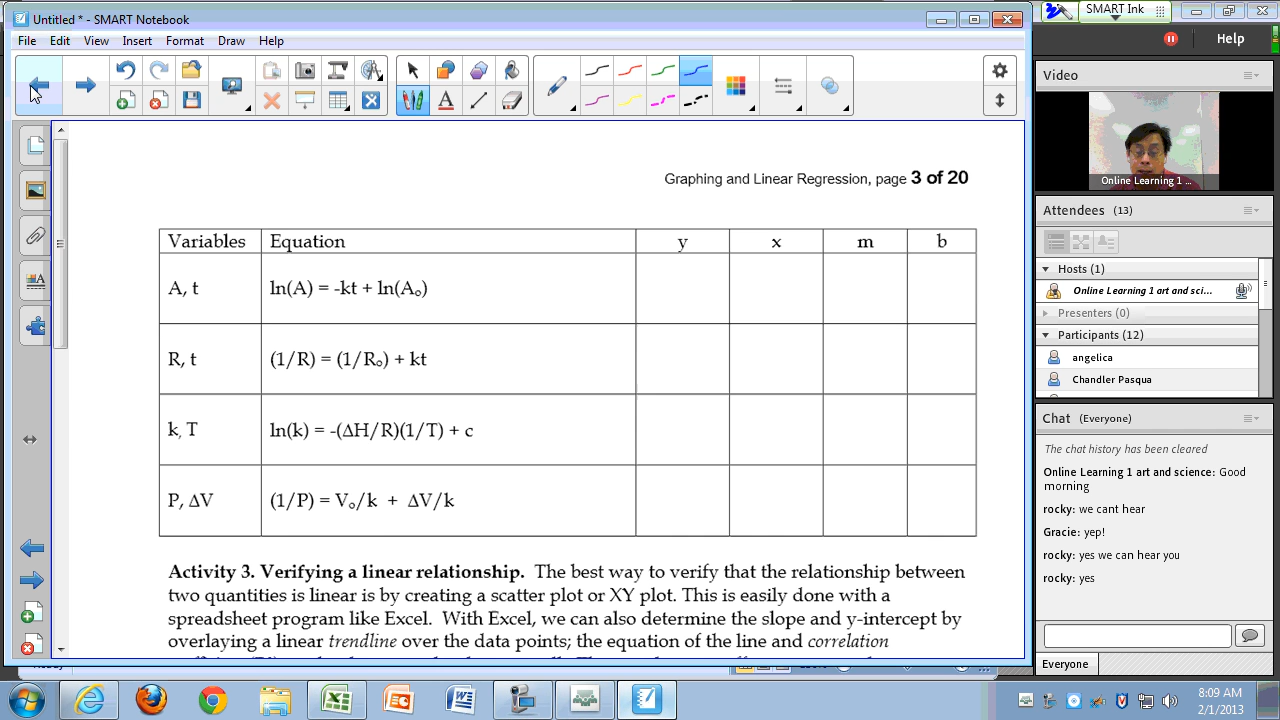 Untitled * - SMART Notebook
SMART Ink
File Edit View Insert Format Draw Help
Help
Video
Online Learning 1 ...
Graphing and Linear Regression, page 3 of 20
Variables Equation y x m b
A, t ln(A) = -kt + ln(Aₒ)
R, t (1/R) = (1/Rₒ) + kt
k, T ln(k) = -(ΔH/R)(1/T) + c
P, ΔV (1/P) = Vₒ/k + ΔV/k
Activity 3. Verifying a linear relationship. The best way to verify that the relationship between
two quantities is linear is by creating a scatter plot or XY plot. This is easily done with a
spreadsheet program like Excel. With Excel, we can also determine the slope and y-intercept by
overlaying a linear trendline over the data points; the equation of the line and correlation
Attendees (13)
Hosts (1)
Online Learning 1 art and sci...
Presenters (0)
Participants (12)
angelica
Chandler Pasqua
Chat (Everyone)
The chat history has been cleared
Online Learning 1 art and science: Good
morning
rocky: we cant hear
Gracie: yep!
rocky: yes we can hear you
rocky: yes
Everyone
8:09 AM
2/1/2013